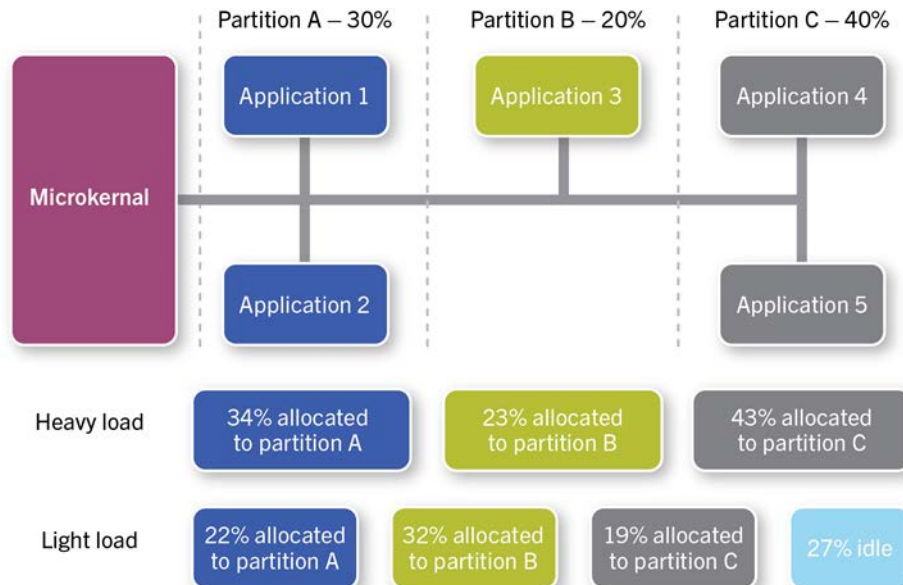 Partition A – 30%
Partition B – 20%
Partition C – 40%
Microkernal
Application 1
Application 3
Application 4
Application 2
Application 5
Heavy load
34% allocated
to partition A
23% allocated
to partition B
43% allocated
to partition C
Light load
22% allocated
to partition A
32% allocated
to partition B
19% allocated
to partition C
27% idle